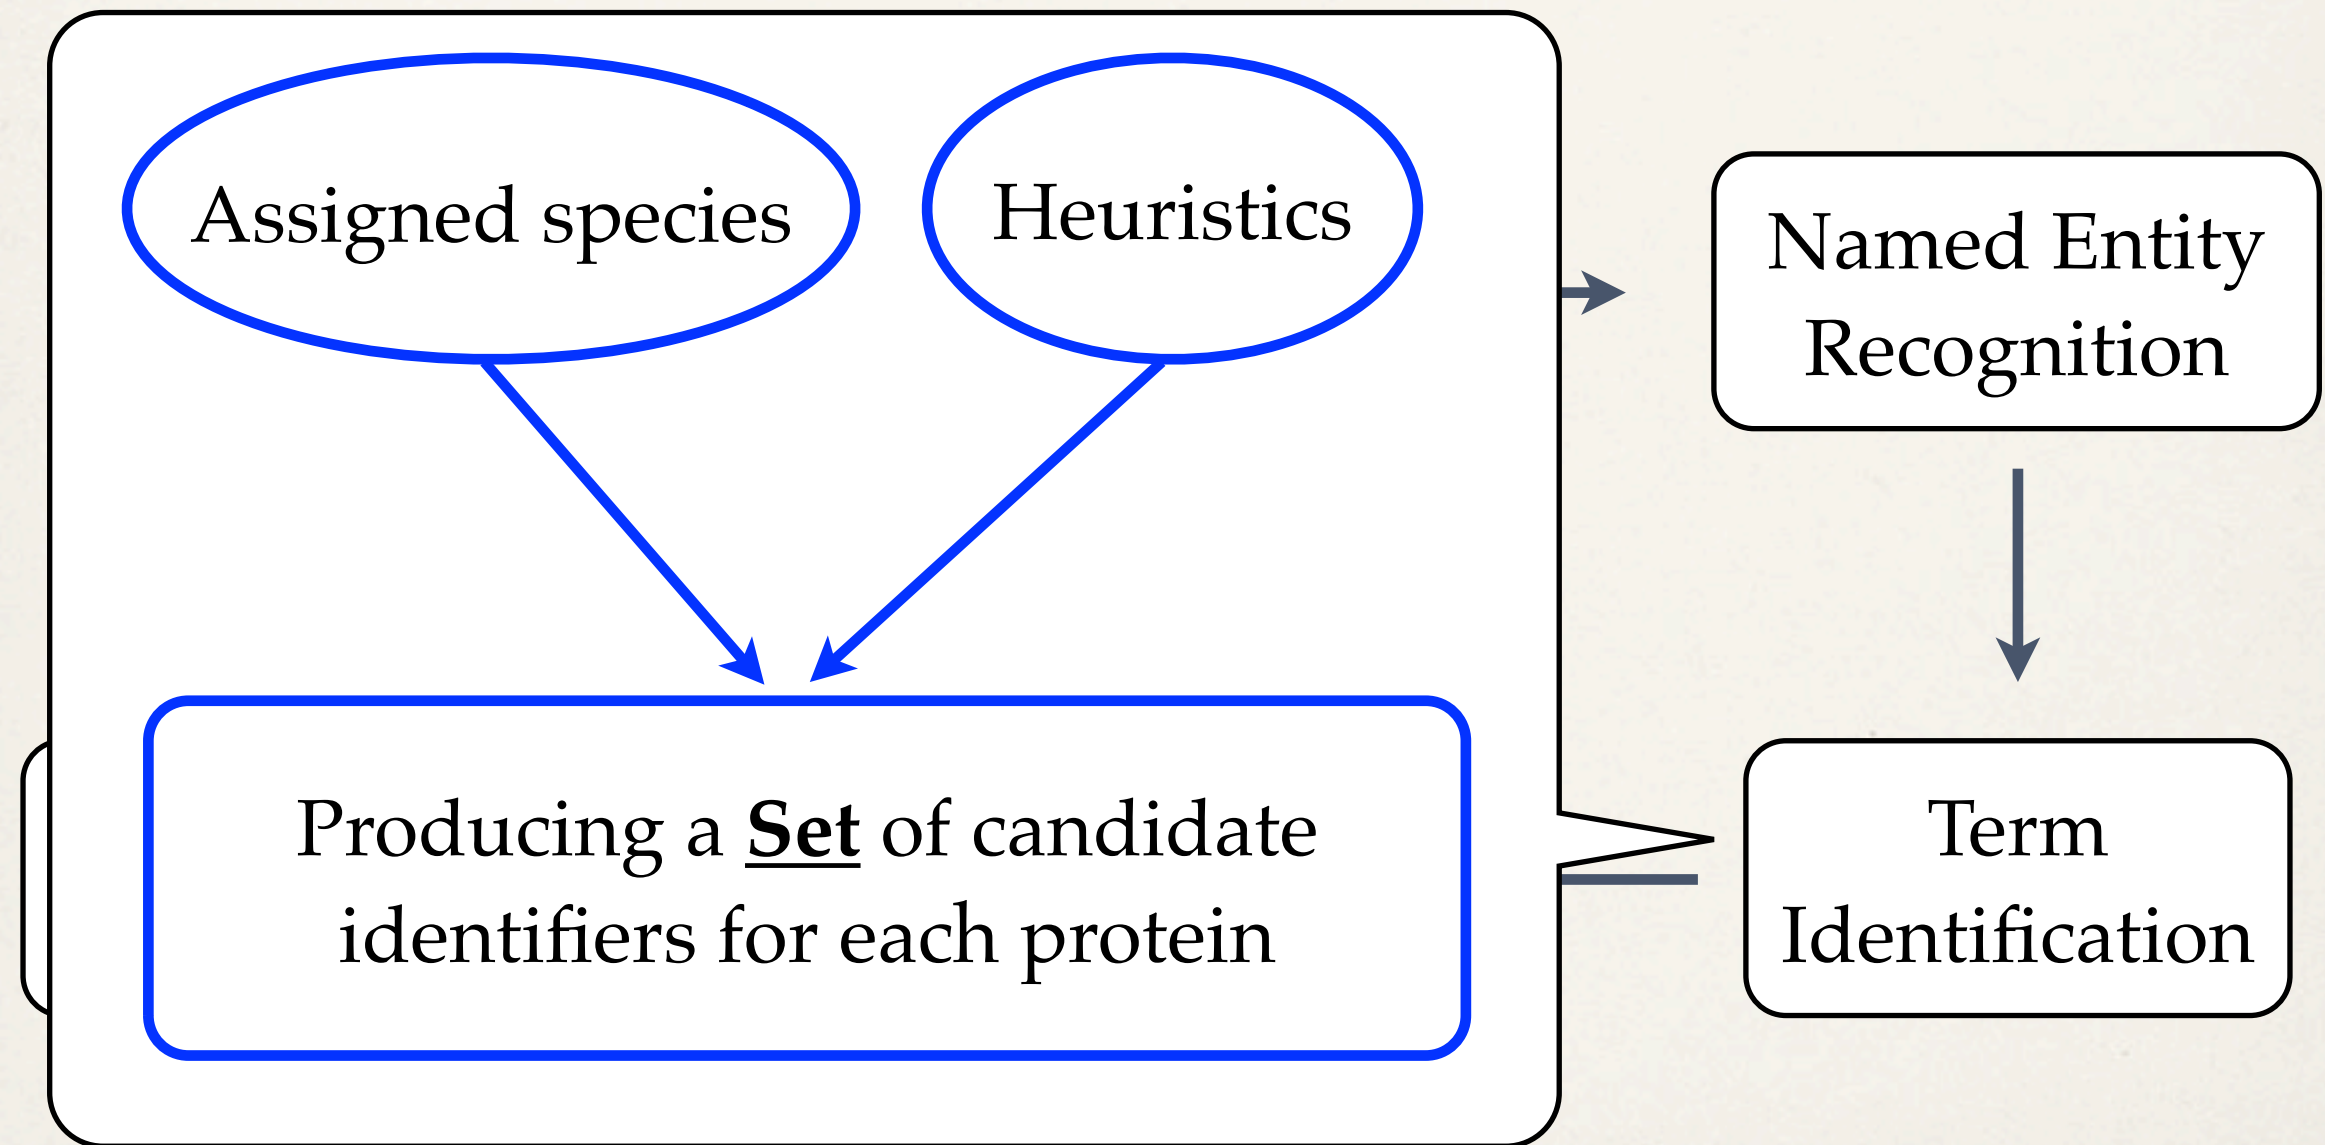 Assigned species
Heuristics
Named Entity
Recognition
Producing a Set of candidate
identifiers for each protein
Term
Identification